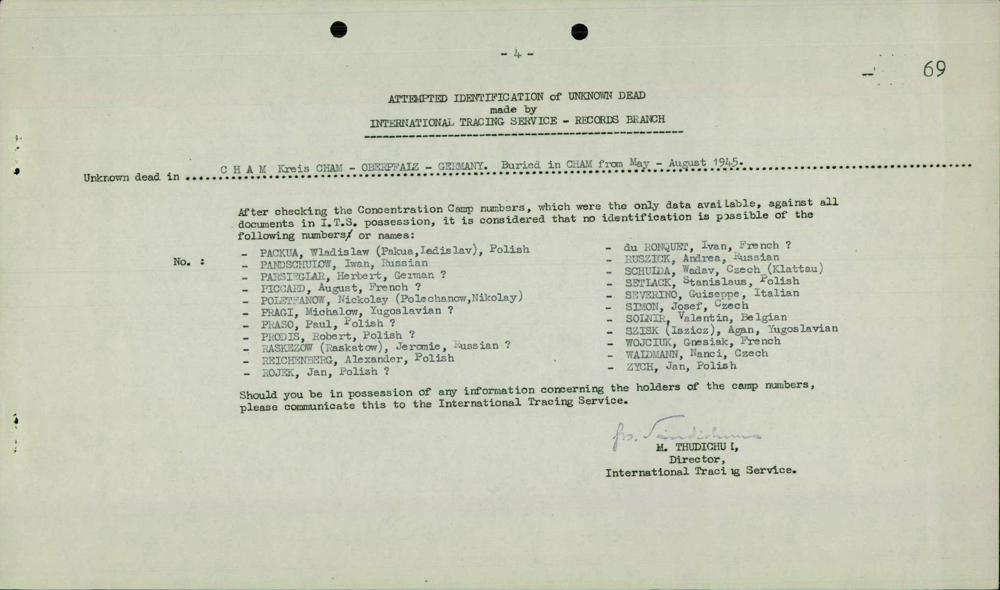 - 4 -
69
ATTEMPTED IDENTIFICATION of UNKNOWN DEAD
made by
INTERNATIONAL TRACING SERVICE - RECORDS BRANCH
Unknown dead in ..... C H A M Kreis CHAM - OBERPFALZ - GERMANY. Buried in CHAM from May - August 1945.
After checking the Concentration Camp numbers, which were the only data available, against all
documents in I.T.S. possession, it is considered that no identification is possible of the
following numbers/ or names:
No. :
- PACKUA, Wladislaw (Pakua,Ladislav), Polish
- PANDSCHULOW, Iwan, Russian
- PARSIEGLAR, Herbert, German ?
- PICCARD, August, French ?
- POLETFANOW, Nickolay (Polechanow,Nikolay)
- PRAGI, Michalow, Yugoslavian ?
- PRASO, Paul, Polish ?
- PRODIS, Robert, Polish ?
- RASKEZOW (Raskatow), Jeromie, Russian ?
- REICHENBERG, Alexander, Polish
- ROJEK, Jan, Polish ?
- du RONQUET, Ivan, French ?
- RUSZICK, Andrea, Russian
- SCHULDA, Wadav, Czech (Klattau)
- SETLACK, Stanislaus, Polish
- SEVERINO, Guiseppe, Italian
- SIMON, Josef, Czech
- SOLNIR, Valentin, Belgian
- SZISK (Iszicz), Agan, Yugoslavian
- WOJCIUK, Gnesiak, French
- WALDMANN, Nanci, Czech
- ZYCH, Jan, Polish
Should you be in possession of any information concerning the holders of the camp numbers,
please communicate this to the International Tracing Service.
M. THUDICHUM,
Director,
International Tracing Service.